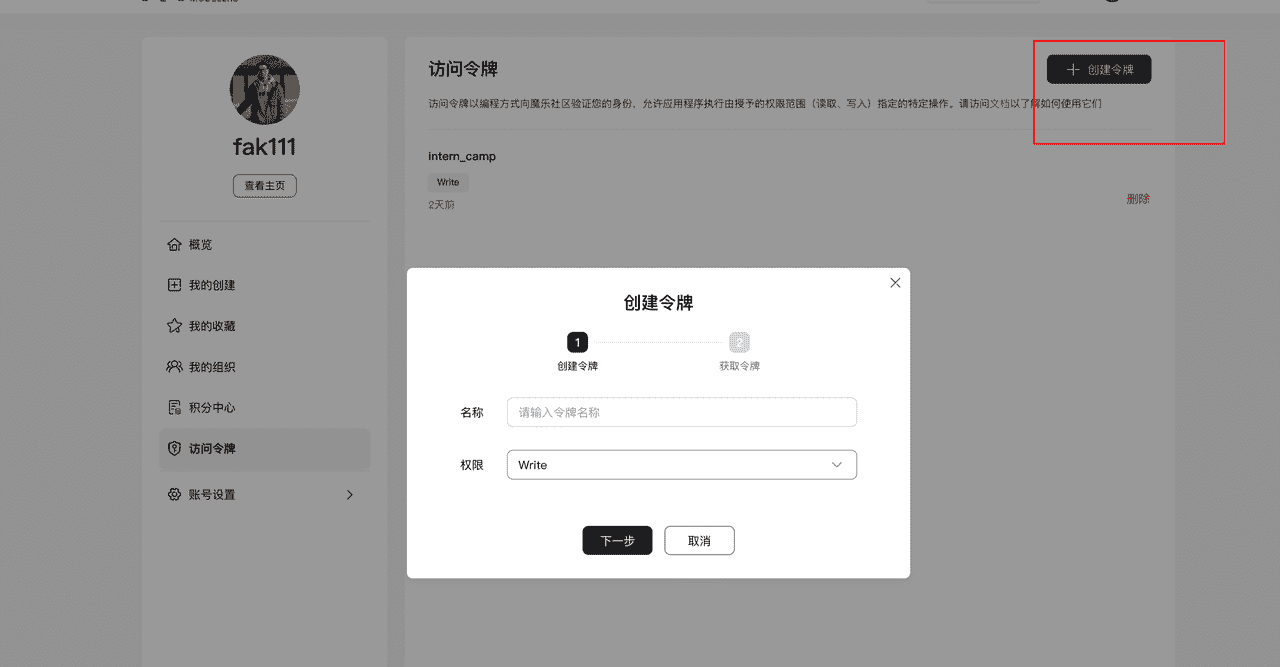 fak111
查看主页
概览
我的创建
我的收藏
我的组织
积分中心
访问令牌
账号设置
访问令牌
创建令牌
访问令牌以编程方式向魔乐社区验证您的身份、允许应用程序执行由授予的权限范围（读取、写入）指定的特定操作。请访问文档以了解如何使用它们
intern_camp
Write
2天前
删除
创建令牌
1
2
创建令牌
获取令牌
名称
请输入令牌名称
权限
Write
下一步
取消